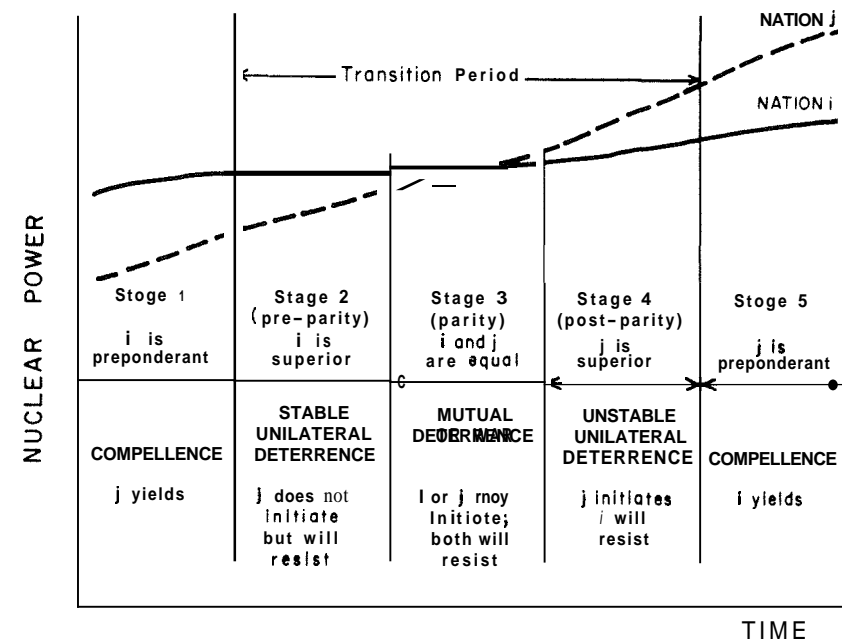 NATION j
Transition Period
NATION i
NUCLEAR POWER
Stoge 1
i is
preponderant
Stage 2
(pre-parity)
i is
superior
Stage 3
(parity)
i and j
are equal
Stage 4
(post-parity)
j is
superior
Stoge 5
j is
preponderant
COMPELLENCE
j yields
STABLE
UNILATERAL
DETERRENCE
j does not
initiate
but will
resist
MUTUAL
DETERRENCE
OR WAR
I or j rnoy
Initiote;
both will
resist
UNSTABLE
UNILATERAL
DETERRENCE
j initiates
i will
resist
COMPELLENCE
i yields
TIME